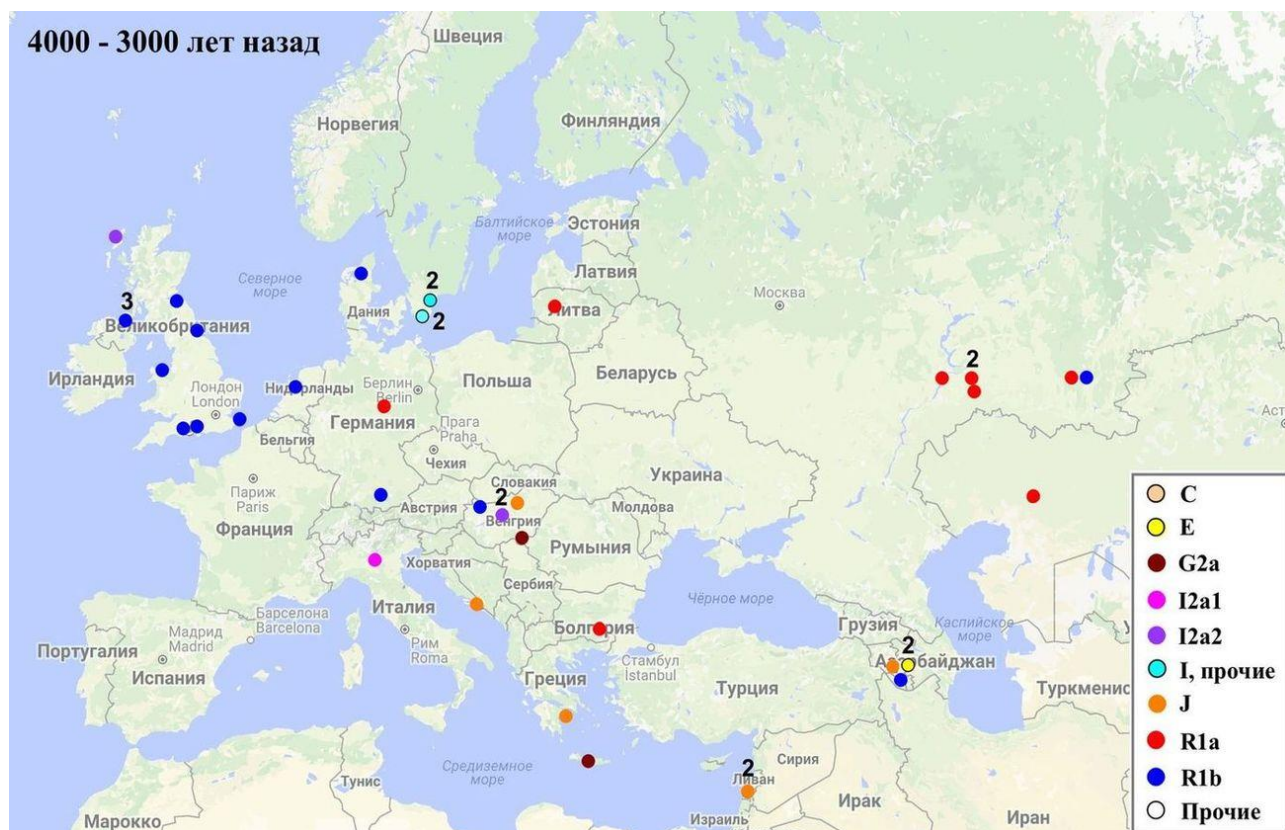 4000 - 3000 лет назад
Швеция
Норвегия
Финляндия
Балтийское
море
Эстония
Северное
море
2
Латвия
Москва
3
2
Дания
Литва
Великобритания
Ирландия
Лондон
London
Нидерланды
Берлин
Berlin
Польша
Беларусь
2
Германия
Бельгия
Прага
Praha
Чехия
Украина
Париж
Paris
Словакия
2
Австрия
Венгрия
Молдова
Франция
Румыния
Хорватия
Сербия
C
E
G2a
I2a1
I2a2
I, прочие
J
R1a
R1b
Прочие
Италия
Барселона
Barcelona
Чёрное море
Грузия
Каспийское
море
Болгария
Мадрид
Madrid
Рим
Roma
Португалия
Испания
Стамбул
İstanbul
2
Греция
Турция
Туркменис
Средиземное
море
Сирия
2
Тунис
Ливан
Ирак
Иран
Марокко
Израиль